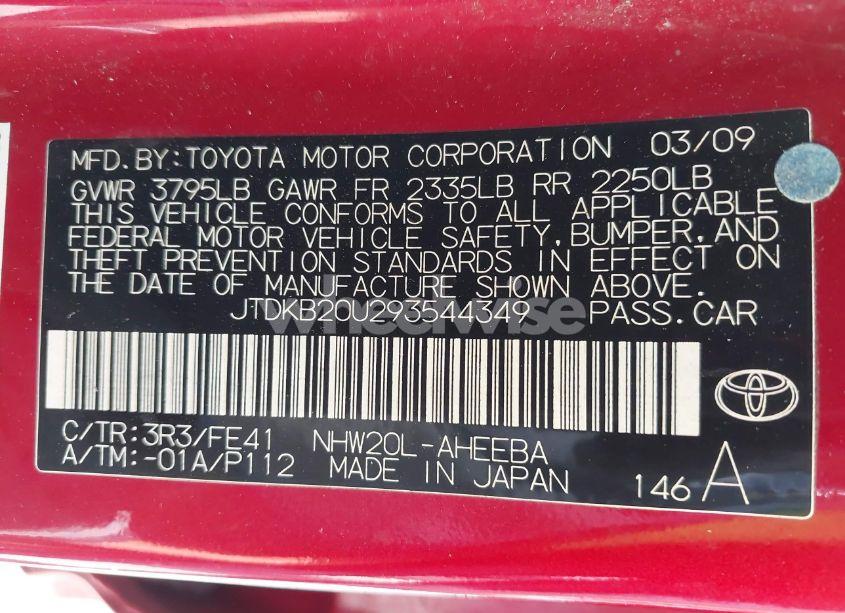 MFD.BY:TOYOTA MOTOR CORPORATION 03/09
GVWR 3795LB GAWR FR 2335LB RR 2250LB
THIS VEHICLE CONFORMS TO ALL APPLICABLE
FEDERAL MOTOR VEHICLE SAFETY,BUMPER,AND
THEFT PREVENTION STANDARDS IN EFFECT ON
THE DATE OF MANUFACTURE SHOWN ABOVE.
JTDKB20U293544349 PASS.CAR
wheelwise
C/TR:3R3/FE41 NHW20L-AHEEBA
A/TM:-01A/P112 MADE IN JAPAN
146 A